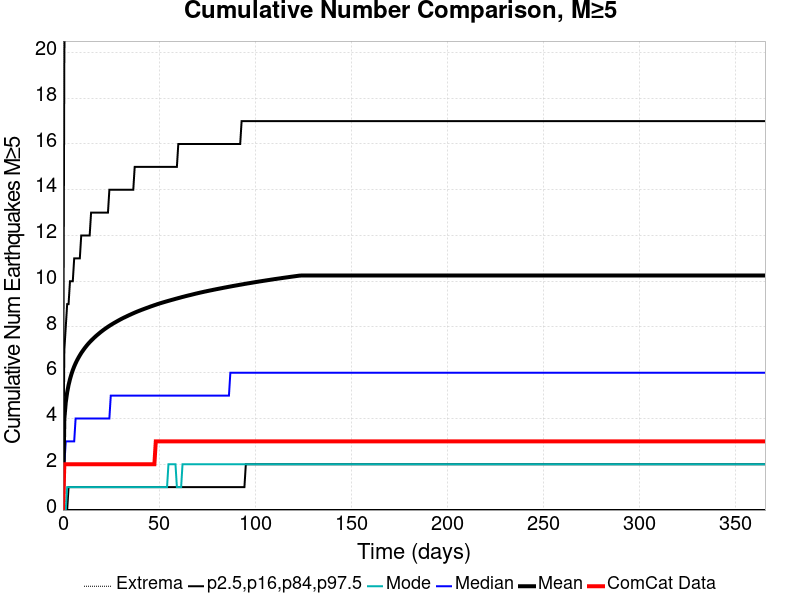 Cumulative Number Comparison, M≥5
Cumulative Num Earthquakes M≥5
20
18
16
14
12
10
8
6
4
2
0
0 50 100 150 200 250 300 350
Time (days)
Extrema p2.5,p16,p84,p97.5 Mode Median Mean ComCat Data